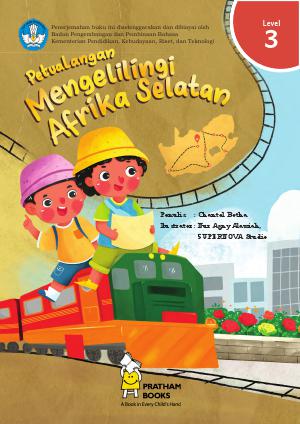 Penerjemahan buku ini diselenggarakan dan dibiayai oleh
Badan Pengembangan dan Pembinaan Bahasa
Kementerian Pendidikan, Kebudayaan, Riset, dan Teknologi
Level
3
Petualangan
Mengelilingi
Afrika Selatan
Penulis : Chantel Botha
Ilustrator : Nur Agny
SUPERNOVA Studio
PRATHAM
BOOKS
A Book in Every Child's Hand